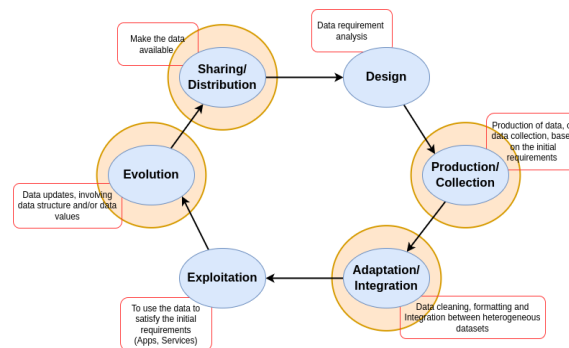 Make the data
available
Data requirement
analysis
Sharing/
Distribution
Design
Production of data,
data collection, base
on the initial
requirements
Production/
Collection
Evolution
Data updates, involving
data structure and/or data
values
Exploitation
Adaptation/
Integration
To use the data to
satisfy the initial
requirements
(Apps, Services)
Data cleaning, formatting and
Integration between heterogeneous
datasets